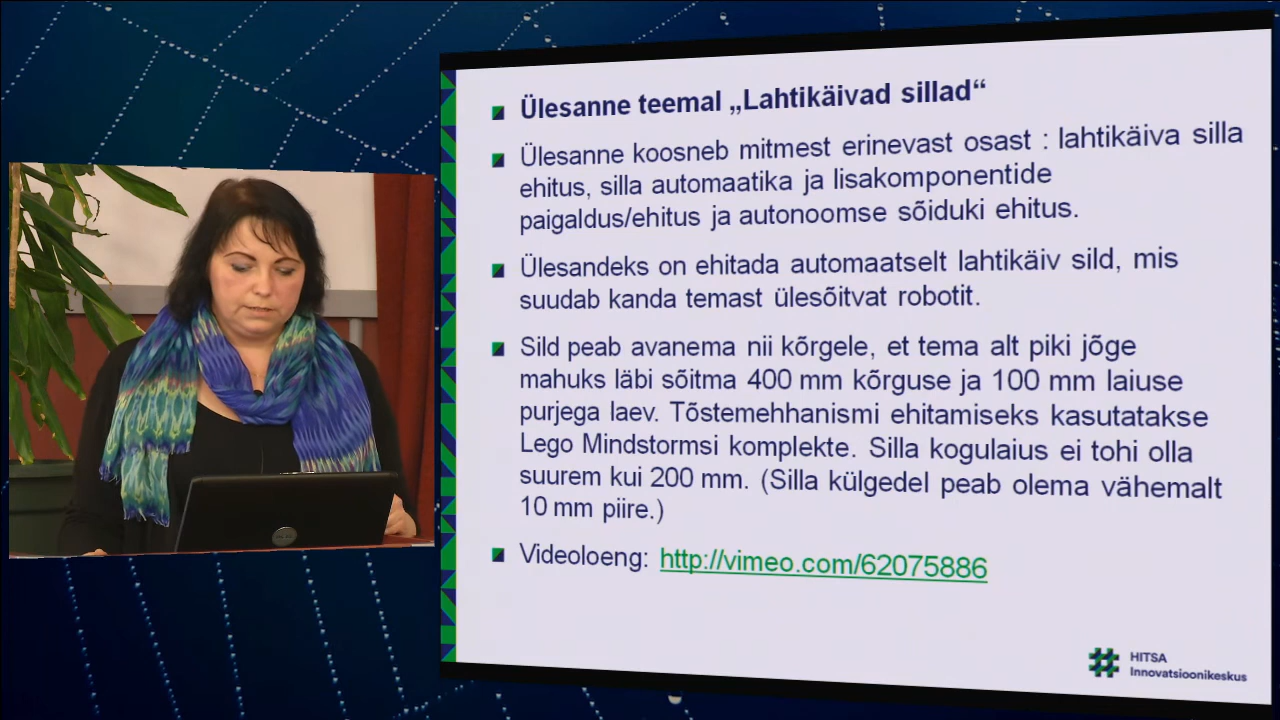 Ülesanne teemal „Lahtikäivad sillad“
Ülesanne koosneb mitmest erinevast osast : lahtikäiva silla
ehitus, silla automaatika ja lisakomponentide
paigaldus/ehitus ja autonoomse sõiduki ehitus.
Ülesandeks on ehitada automaatselt lahtikäiv sild, mis
suudab kanda temast ülesõitvat robotit.
Sild peab avanema nii kõrgele, et tema alt piki jõge
mahuks läbi sõitma 400 mm kõrguse ja 100 mm laiuse
purjega laev. Tõstemehhanismi ehitamiseks kasutatakse
Lego Mindstormsi komplekte. Silla kogulaius ei tohi olla
suurem kui 200 mm. (Silla külgedel peab olema vähemalt
10 mm piire.)
Videoloeng: http://vimeo.com/62075886
HITSA
Innovatsioonikeskus